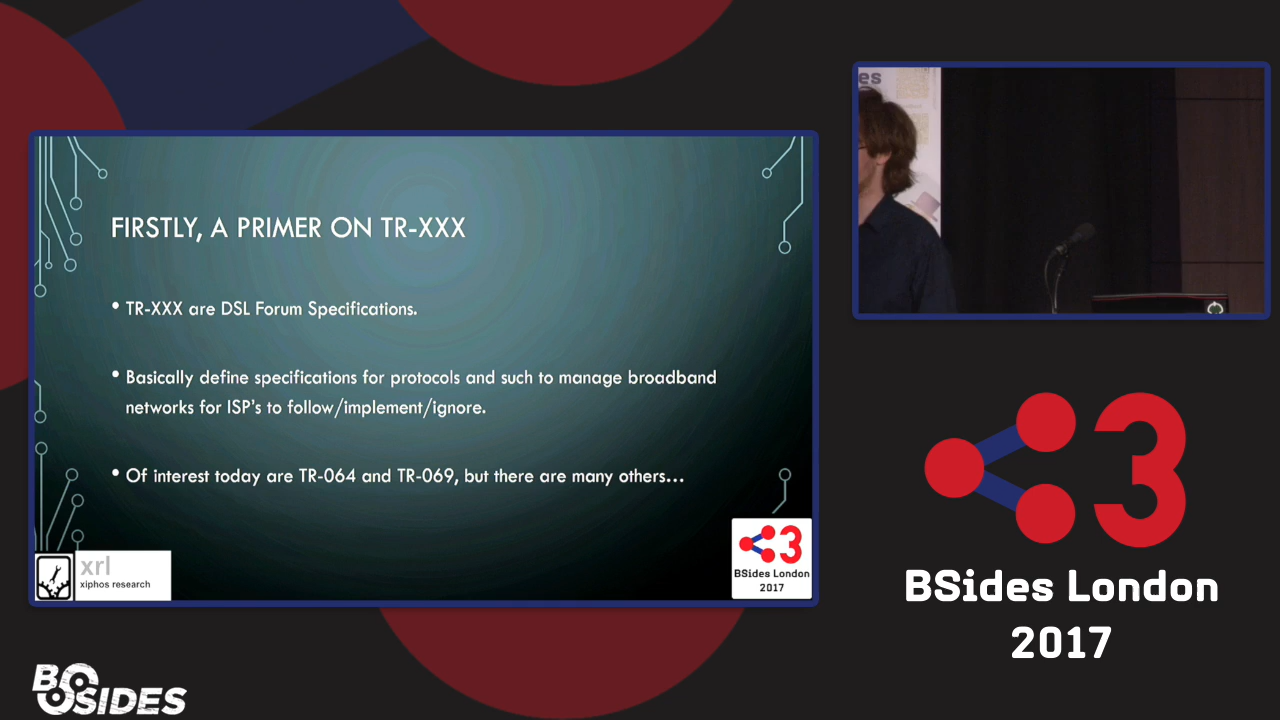 FIRSTLY, A PRIMER ON TR-XXX
• TR-XXX are DSL Forum Specifications.
• Basically define specifications for protocols and such to manage broadband
networks for ISP's to follow/implement/ignore.
• Of interest today are TR-064 and TR-069, but there are many others...
xrl
xiphos research
3
BSides London
2017
es
3
BSides London
2017
BSIDES